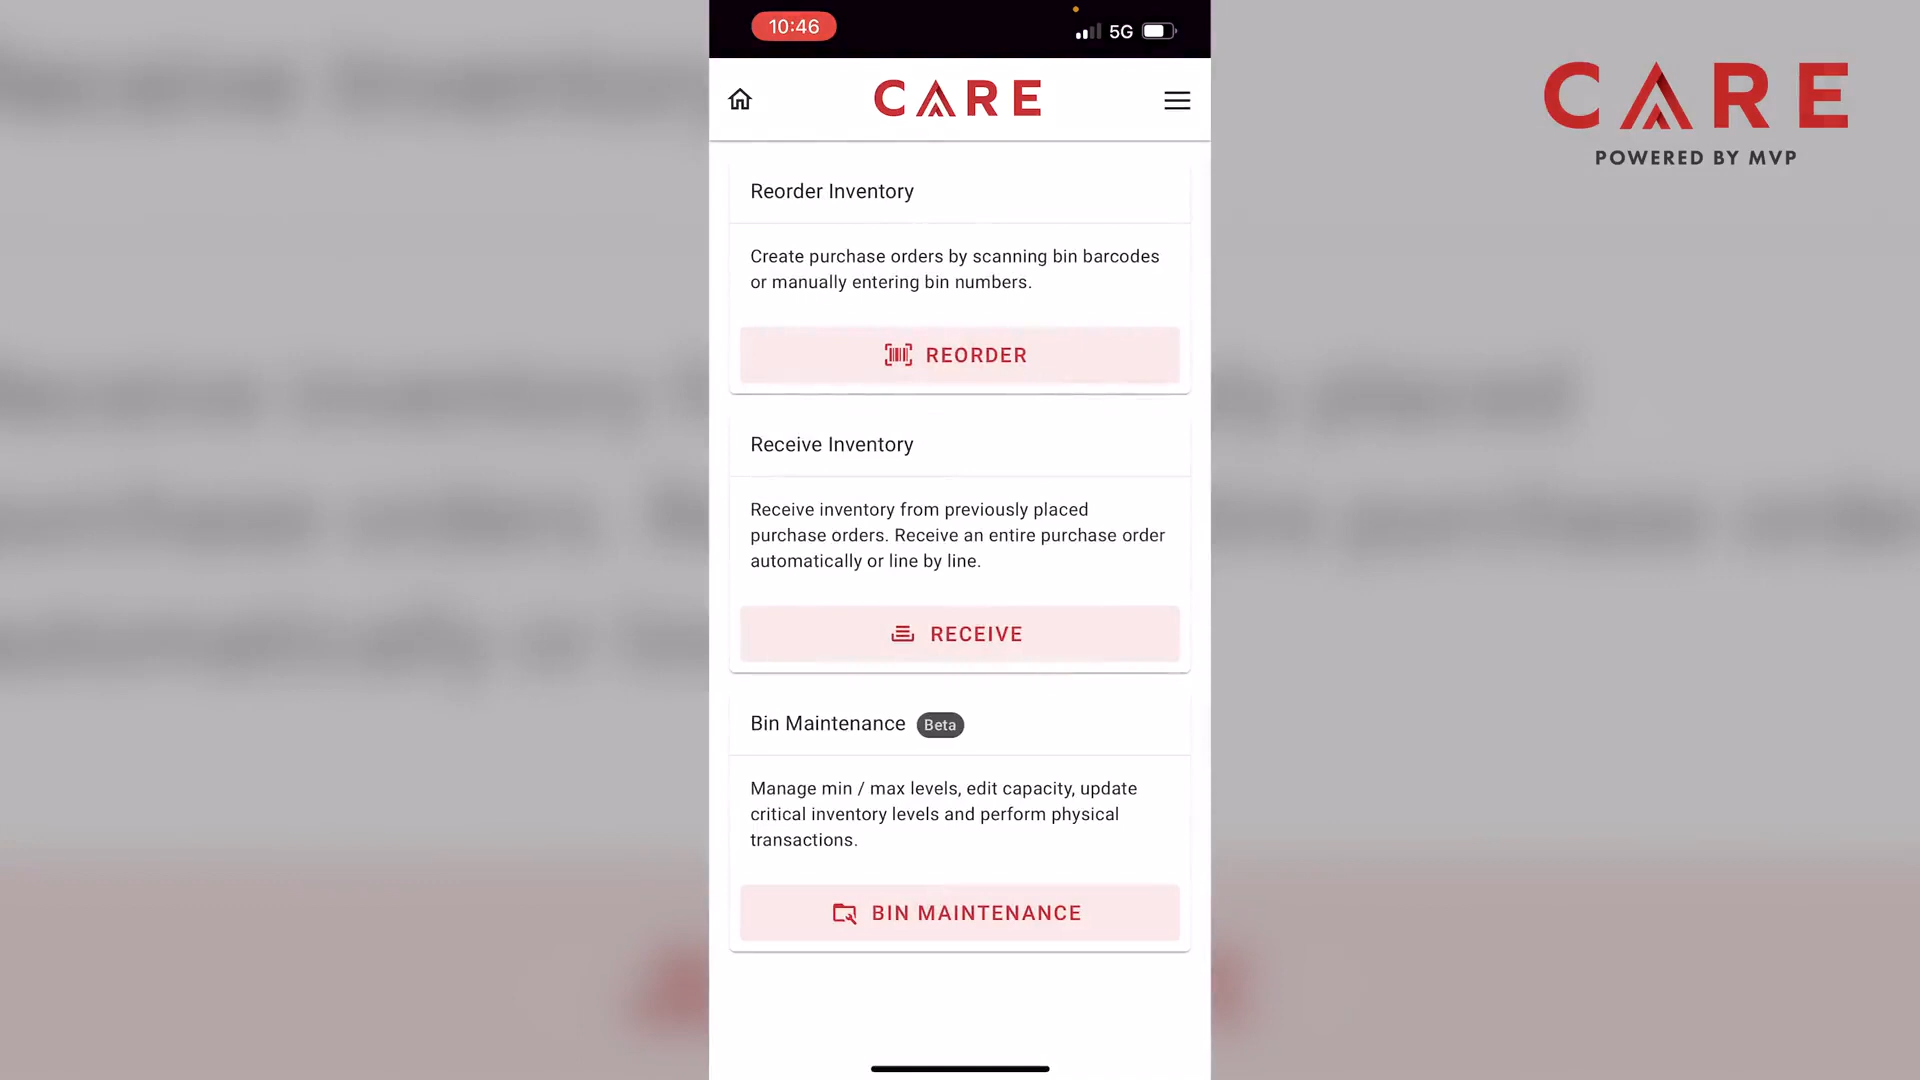 10:46
5G
CARE
CARE
POWERED BY MVP
Reorder Inventory
Create purchase orders by scanning bin barcodes
or manually entering bin numbers.
REORDER
Receive Inventory
Receive inventory from previously placed
purchase orders. Receive an entire purchase order
automatically or line by line.
RECEIVE
Bin Maintenance Beta
Manage min / max levels, edit capacity, update
critical inventory levels and perform physical
transactions.
BIN MAINTENANCE